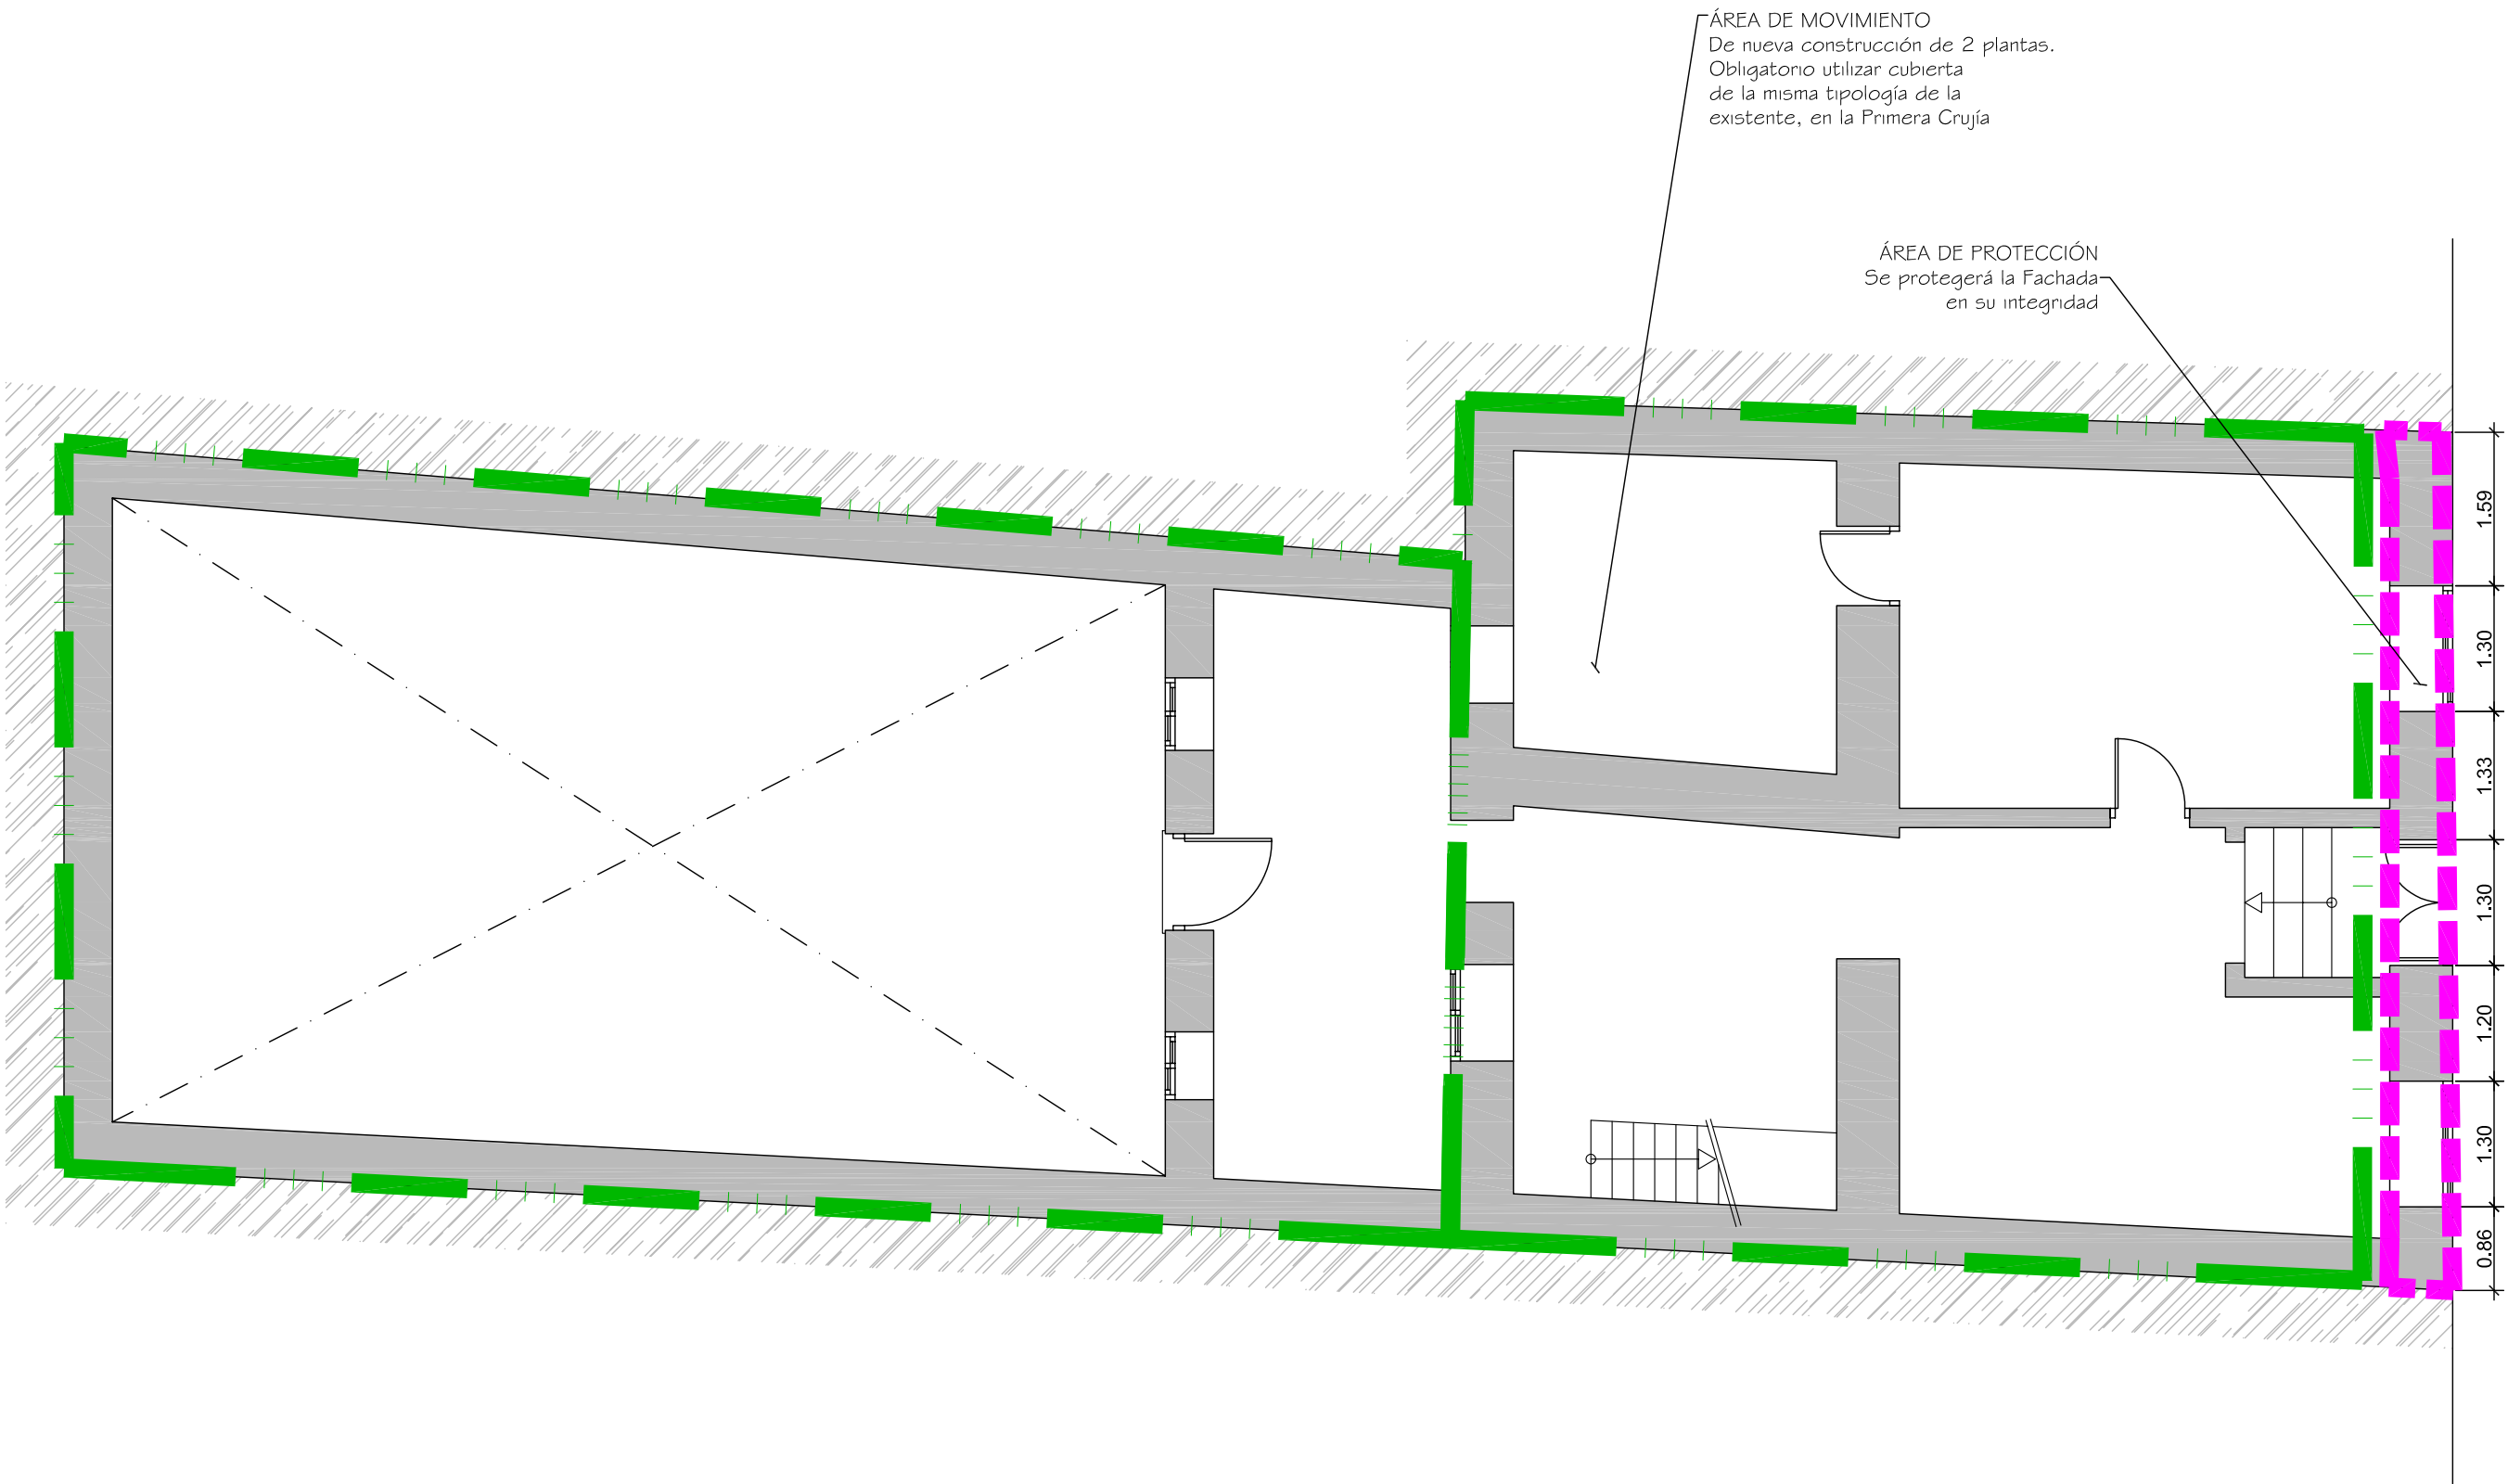 ÁREA DE MOVIMIENTO
De nueva construcción de 2 plantas.
Obligatorio utilizar cubierta
de la misma tipología de la
existente, en la Primera Crujía
ÁREA DE PROTECCIÓN
Se protegerá la Fachada
en su integridad
1.59
1.30
1.33
1.30
1.20
1.30
0.86